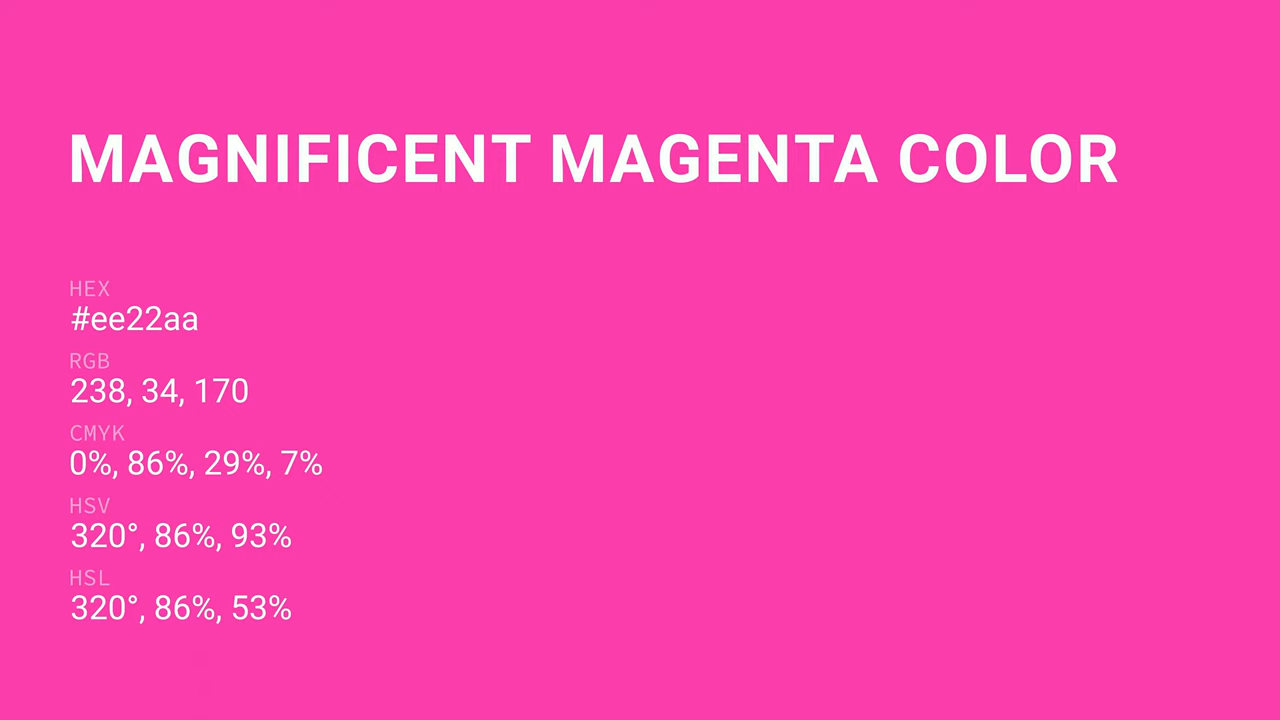 MAGNIFICENT MAGENTA COLOR
HEX
#ee22aa
RGB
238, 34, 170
CMYK
0%, 86%, 29%, 7%
HSV
320°, 86%, 93%
HSL
320°, 86%, 53%